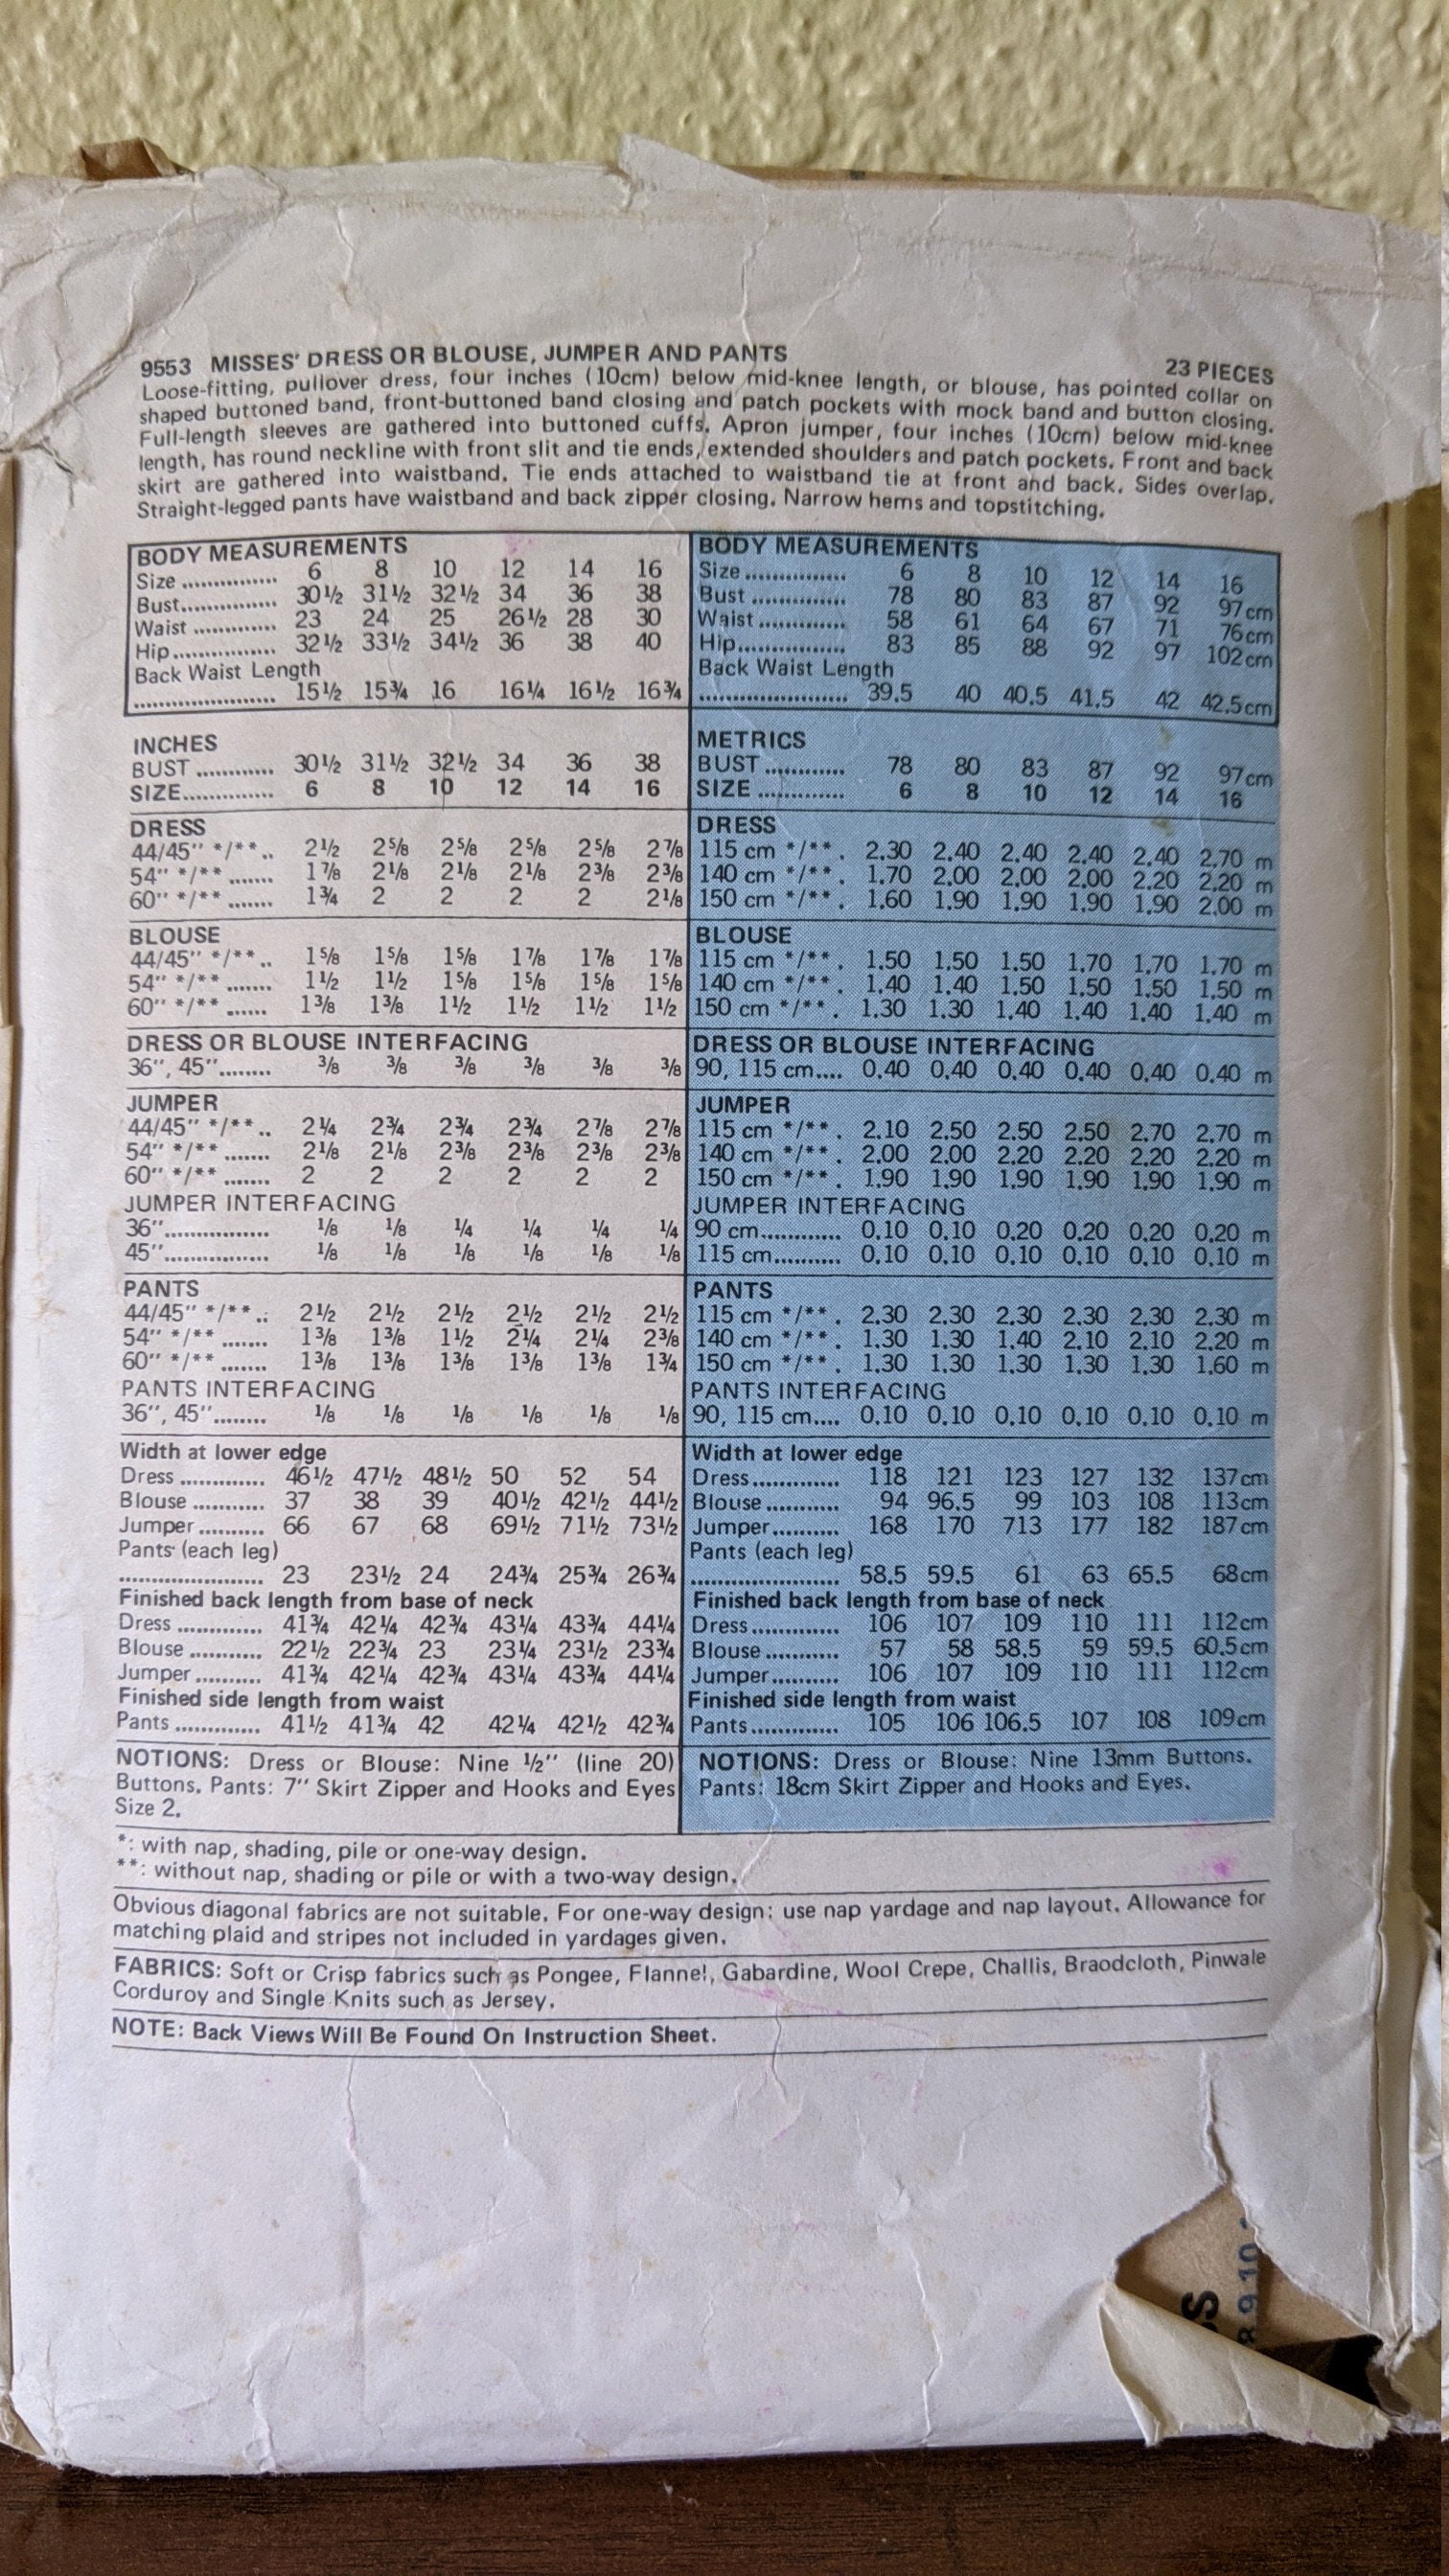 9553 MISSES' DRESS OR BLOUSE, JUMPER AND PANTS 23 PIECES
Loose-fitting, pullover dress, four inches (10cm) below mid-knee length, or blouse, has pointed collar on
shaped buttoned band, front-buttoned band closing and patch pockets with mock band and button closing.
Full-length sleeves are gathered into buttoned cuffs. Apron jumper, four inches (10cm) below mid-knee
length, has round neckline with front slit and tie ends, extended shoulders and patch pockets. Front and back
skirt are gathered into waistband. Tie ends attached to waistband tie at front and back. Sides overlap.
Straight-legged pants have waistband and back zipper closing. Narrow hems and topstitching.
BODY MEASUREMENTS
Size ............... 6 8 10 12 14 16
Bust............... 30½ 31½ 32½ 34 36 38
Waist ............. 23 24 25 26½ 28 30
Hip................ 32½ 33½ 34½ 36 38 40
Back Waist Length
...................... 15½ 15¾ 16 16¼ 16½ 16¾
INCHES
BUST ............ 30½ 31½ 32½ 34 36 38
SIZE.............. 6 8 10 12 14 16
DRESS
44/45" */**.. 2½ 2⅝ 2⅝ 2⅝ 2⅝ 2⅞
54" */** ....... 1⅞ 2⅛ 2⅛ 2⅛ 2⅜ 2⅜
60" */** ....... 1¾ 2 2 2 2 2⅛
BLOUSE
44/45" */**.. 1⅝ 1⅝ 1⅝ 1⅞ 1⅞ 1⅞
54" */** ....... 1½ 1½ 1⅝ 1⅝ 1⅝ 1⅝
60" */** ...... 1⅜ 1⅜ 1½ 1½ 1½ 1½
DRESS OR BLOUSE INTERFACING
36", 45"........ ⅜ ⅜ ⅜ ⅜ ⅜ ⅜
JUMPER
44/45" */**.. 2¼ 2¾ 2¾ 2¾ 2⅞ 2⅞
54" */** ....... 2⅛ 2⅛ 2⅜ 2⅜ 2⅜ 2⅜
60" */** ....... 2 2 2 2 2 2
JUMPER INTERFACING
36"................. ⅛ ⅛ ¼ ¼ ¼ ¼
45"................. ⅛ ⅛ ⅛ ⅛ ⅛ ⅛
PANTS
44/45" */**.: 2½ 2½ 2½ 2½ 2½ 2½
54" */** ....... 1⅜ 1⅜ 1½ 2¼ 2¼ 2⅜
60" */** ....... 1⅜ 1⅜ 1⅜ 1⅜ 1⅜ 1¾
PANTS INTERFACING
36", 45"........ ⅛ ⅛ ⅛ ⅛ ⅛ ⅛
Width at lower edge
Dress ............. 46½ 47½ 48½ 50 52 54
Blouse ........... 37 38 39 40½ 42½ 44½
Jumper .......... 66 67 68 69½ 71½ 73½
Pants (each leg)
...................... 23 23½ 24 24¾ 25¾ 26¾
Finished back length from base of neck
Dress ............. 41¾ 42¼ 42¾ 43¼ 43¾ 44¼
Blouse ........... 22½ 22¾ 23 23¼ 23½ 23¾
Jumper .......... 41¾ 42¼ 42¾ 43¼ 43¾ 44¼
Finished side length from waist
Pants ............. 41½ 41¾ 42 42¼ 42½ 42¾
NOTIONS: Dress or Blouse: Nine ½" (line 20)
Buttons. Pants: 7" Skirt Zipper and Hooks and Eyes
Size 2.
BODY MEASUREMENTS
Size ................ 6 8 10 12 14 16
Bust ............... 78 80 83 87 92 97cm
Waist .............. 58 61 64 67 71 76cm
Hip................. 83 85 88 92 97 102cm
Back Waist Length
....................... 39.5 40 40.5 41.5 42 42.5cm
METRICS
BUST ............ 78 80 83 87 92 97cm
SIZE ............. 6 8 10 12 14 16
DRESS
115 cm */**. 2.30 2.40 2.40 2.40 2.40 2.70 m
140 cm */**. 1.70 2.00 2.00 2.00 2.20 2.20 m
150 cm */**. 1.60 1.90 1.90 1.90 1.90 2.00 m
BLOUSE
115 cm */**. 1.50 1.50 1.50 1.70 1.70 1.70 m
140 cm */**. 1.40 1.40 1.50 1.50 1.50 1.50 m
150 cm */**. 1.30 1.30 1.40 1.40 1.40 1.40 m
DRESS OR BLOUSE INTERFACING
90, 115 cm.... 0.40 0.40 0.40 0.40 0.40 0.40 m
JUMPER
115 cm */**. 2.10 2.50 2.50 2.50 2.70 2.70 m
140 cm */**. 2.00 2.00 2.20 2.20 2.20 2.20 m
150 cm */**. 1.90 1.90 1.90 1.90 1.90 1.90 m
JUMPER INTERFACING
90 cm............ 0.10 0.10 0.20 0.20 0.20 0.20 m
115 cm.......... 0.10 0.10 0.10 0.10 0.10 0.10 m
PANTS
115 cm */**. 2.30 2.30 2.30 2.30 2.30 2.30 m
140 cm */**. 1.30 1.30 1.40 2.10 2.10 2.20 m
150 cm */**. 1.30 1.30 1.30 1.30 1.30 1.60 m
PANTS INTERFACING
90, 115 cm.... 0.10 0.10 0.10 0.10 0.10 0.10 m
Width at lower edge
Dress............. 118 121 123 127 132 137cm
Blouse ........... 94 96.5 99 103 108 113cm
Jumper.......... 168 170 713 177 182 187cm
Pants (each leg)
...................... 58.5 59.5 61 63 65.5 68cm
Finished back length from base of neck
Dress............. 106 107 109 110 111 112cm
Blouse ........... 57 58 58.5 59 59.5 60.5cm
Jumper.......... 106 107 109 110 111 112cm
Finished side length from waist
Pants............. 105 106 106.5 107 108 109cm
NOTIONS: Dress or Blouse: Nine 13mm Buttons.
Pants: 18cm Skirt Zipper and Hooks and Eyes.
*: with nap, shading, pile or one-way design.
**: without nap, shading or pile or with a two-way design.
Obvious diagonal fabrics are not suitable. For one-way design: use nap yardage and nap layout. Allowance for
matching plaid and stripes not included in yardages given.
FABRICS: Soft or Crisp fabrics such as Pongee, Flannel, Gabardine, Wool Crepe, Challis, Braodcloth, Pinwale
Corduroy and Single Knits such as Jersey.
NOTE: Back Views Will Be Found On Instruction Sheet.
8 9 10